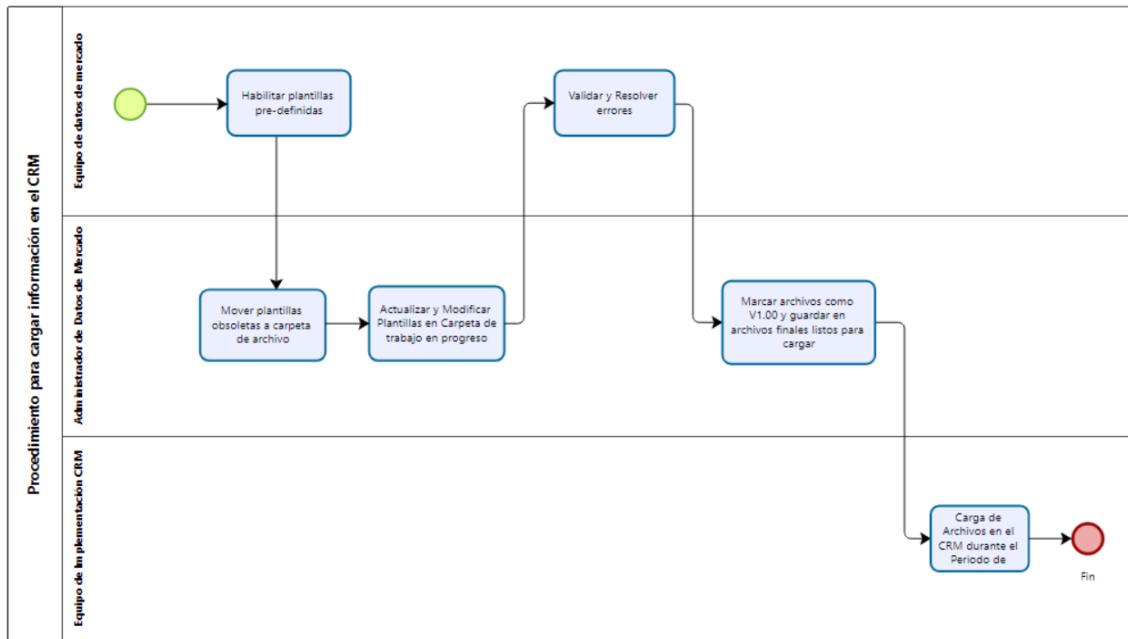 Procedimiento para cargar información en el CRM
Equipo de datos de mercado
Habilitar plantillas
pre-definidas
Validar y Resolver
errores
Administrador de Datos de Mercado
Mover plantillas
obsoletas a carpeta
de archivo
Actualizar y Modificar
Plantillas en Carpeta de
trabajo en progreso
Marcar archivos como
V1.00 y guardar en
archivos finales listos para
cargar
Equipo de Implementación CRM
Carga de
Archivos en el
CRM durante el
Periodo de
Fin